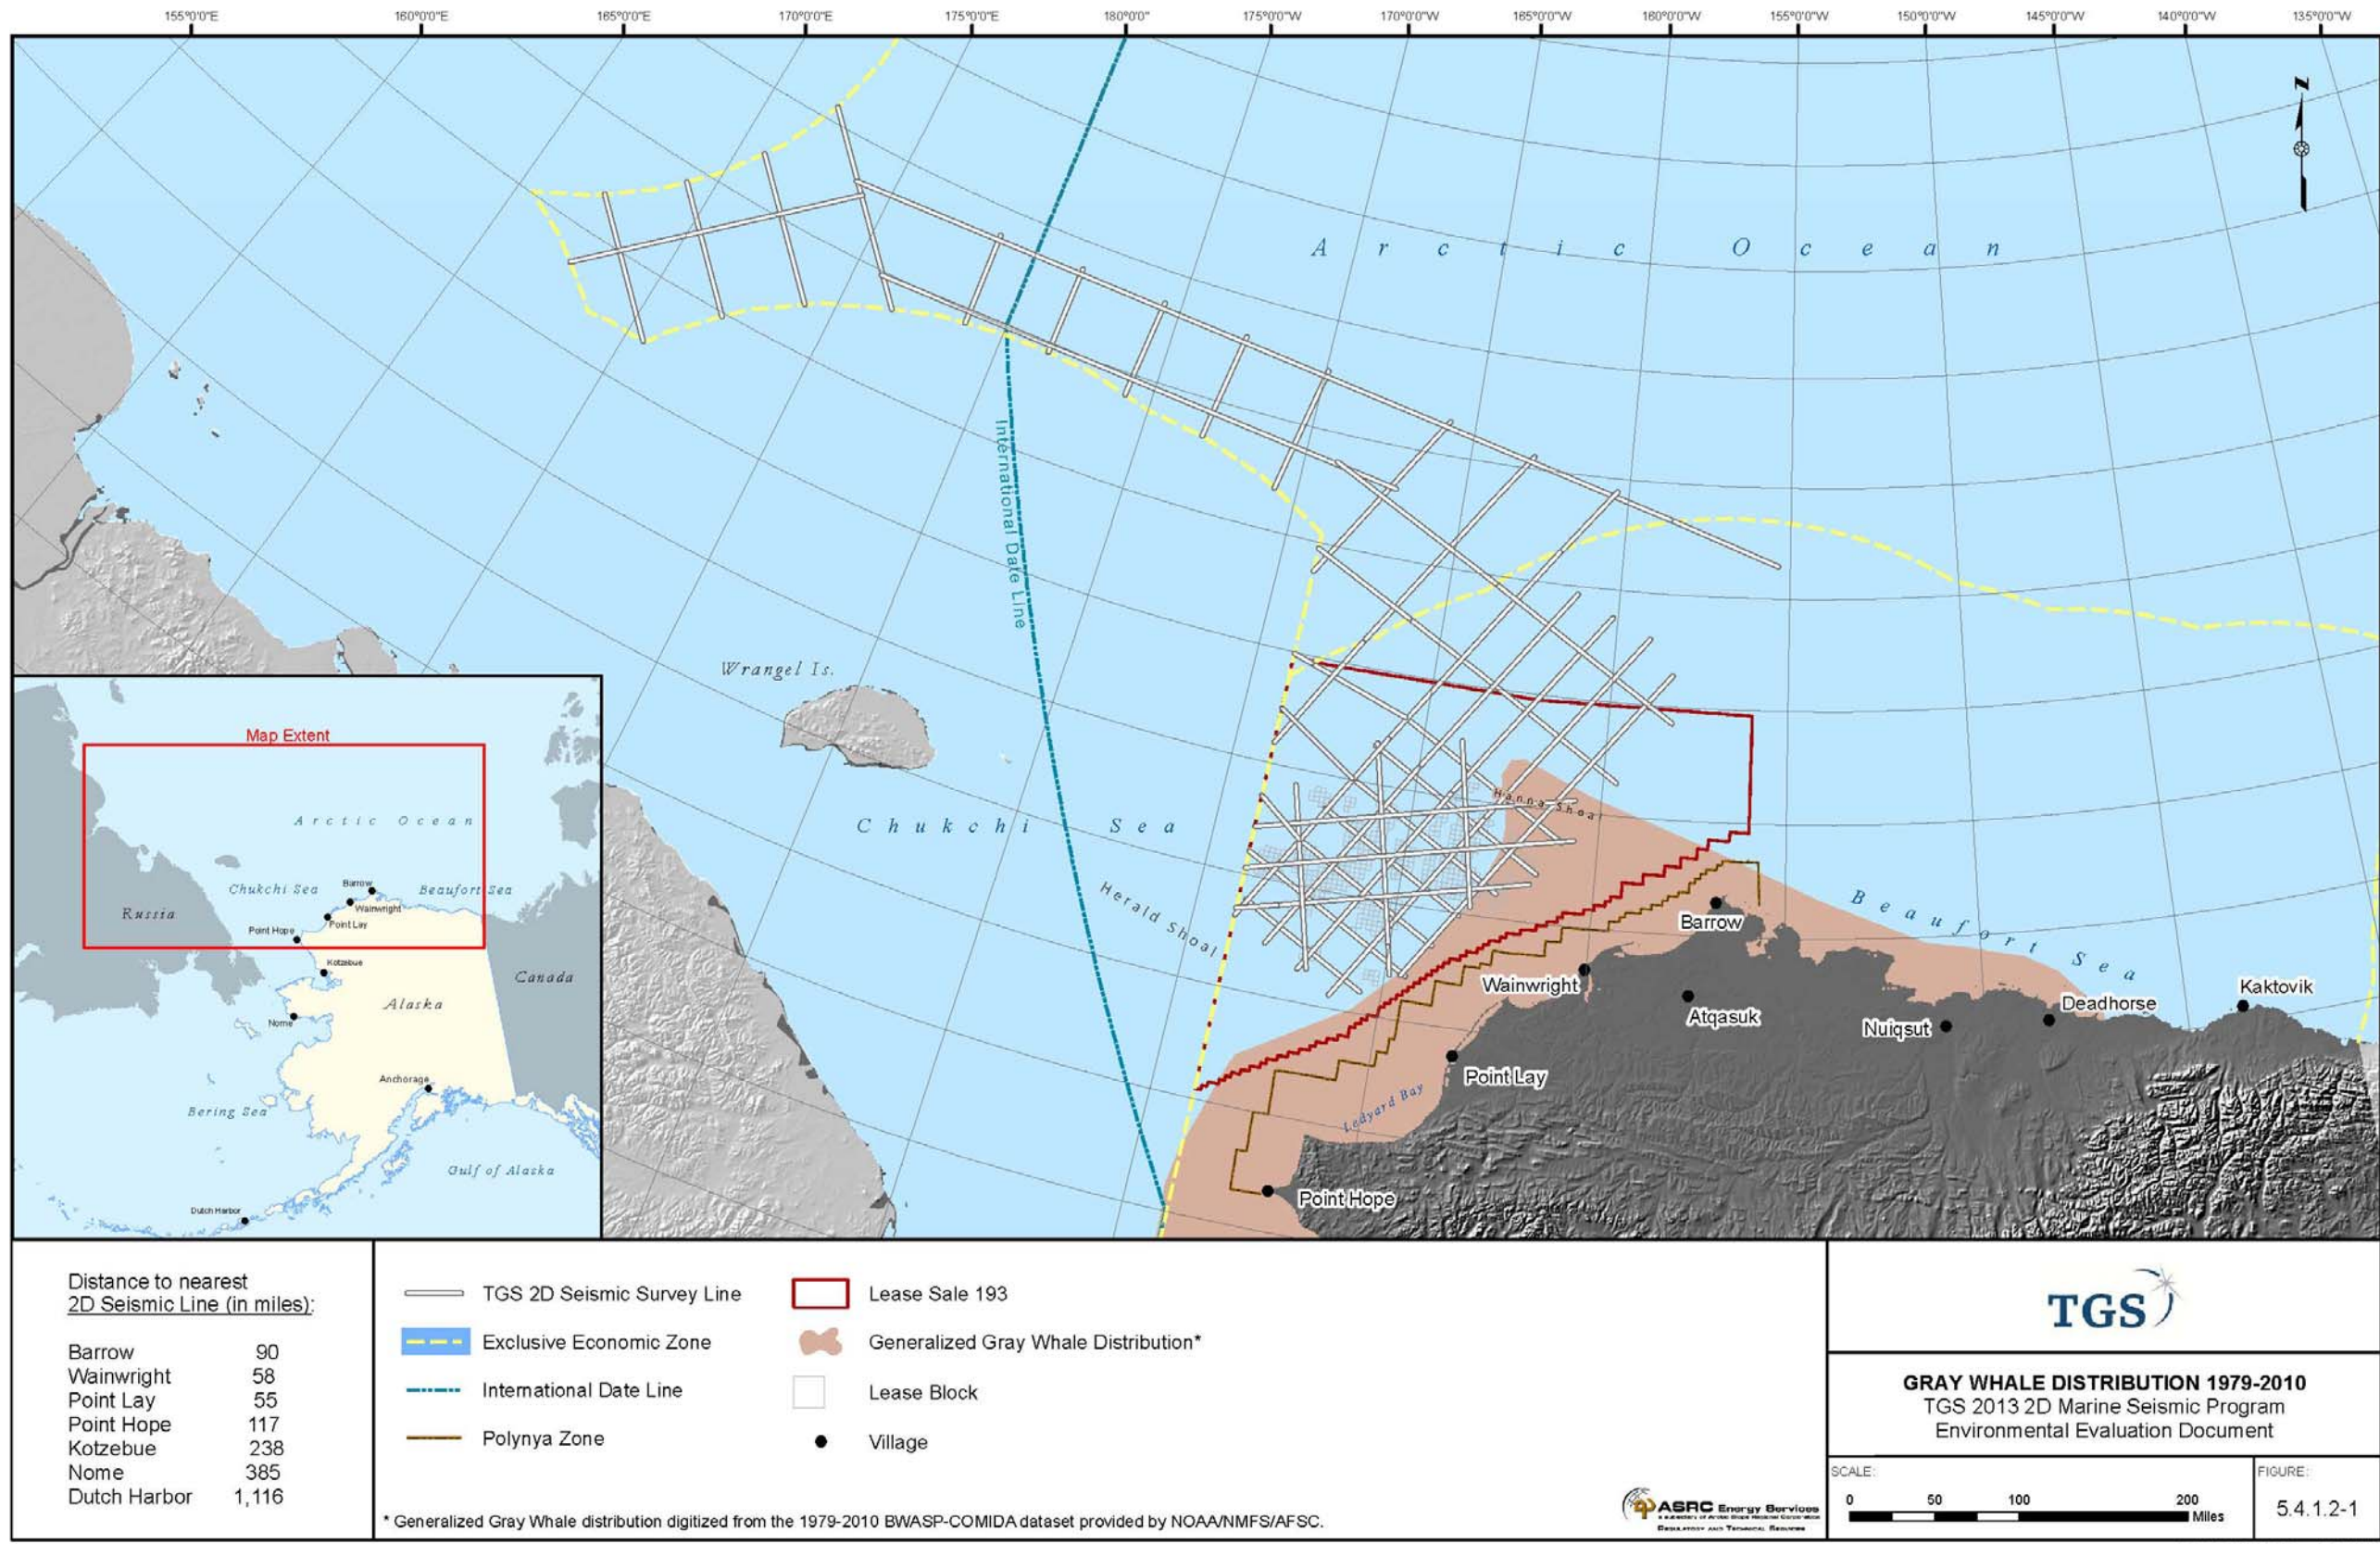 155°0'0"E 160°0'0"E 165°0'0"E 170°0'0"E 175°0'0"E 180°0'0" 175°0'0"W 170°0'0"W 165°0'0"W 160°0'0"W 155°0'0"W 150°0'0"W 145°0'0"W 140°0'0"W 135°0'0"W
N
Arctic Ocean
International Date Line
Wrangel Is.
Chukchi Sea
Herald Shoal
Hanna Shoal
Beaufort Sea
Barrow
Wainwright
Atqasuk
Nuiqsut
Deadhorse
Kaktovik
Point Lay
Ledyard Bay
Point Hope
Map Extent
Arctic Ocean
Chukchi Sea
Barrow
Beaufort Sea
Wainwright
Russia
Point Lay
Point Hope
Kotzebue
Canada
Alaska
Nome
Anchorage
Bering Sea
Gulf of Alaska
Dutch Harbor
Distance to nearest
2D Seismic Line (in miles):
Barrow 90
Wainwright 58
Point Lay 55
Point Hope 117
Kotzebue 238
Nome 385
Dutch Harbor 1,116
TGS 2D Seismic Survey Line
Exclusive Economic Zone
International Date Line
Polynya Zone
Lease Sale 193
Generalized Gray Whale Distribution*
Lease Block
Village
* Generalized Gray Whale distribution digitized from the 1979-2010 BWASP-COMIDA dataset provided by NOAA/NMFS/AFSC.
ASRC Energy Services
Regulatory and Technical Services
TGS
GRAY WHALE DISTRIBUTION 1979-2010
TGS 2013 2D Marine Seismic Program
Environmental Evaluation Document
SCALE:
0 50 100 200
Miles
FIGURE:
5.4.1.2-1